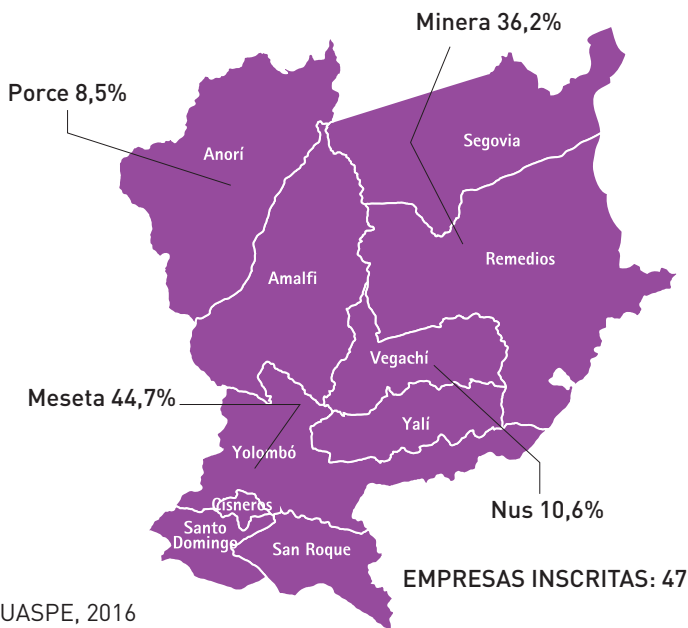 Minera 36,2%
Porce 8,5%
Segovia
Anorí
Remedios
Amalfi
Vegachí
Meseta 44,7%
Yalí
Yolombó
Cisneros
Nus 10,6%
Santo
Domingo
San Roque
EMPRESAS INSCRITAS: 47
UASPE, 2016